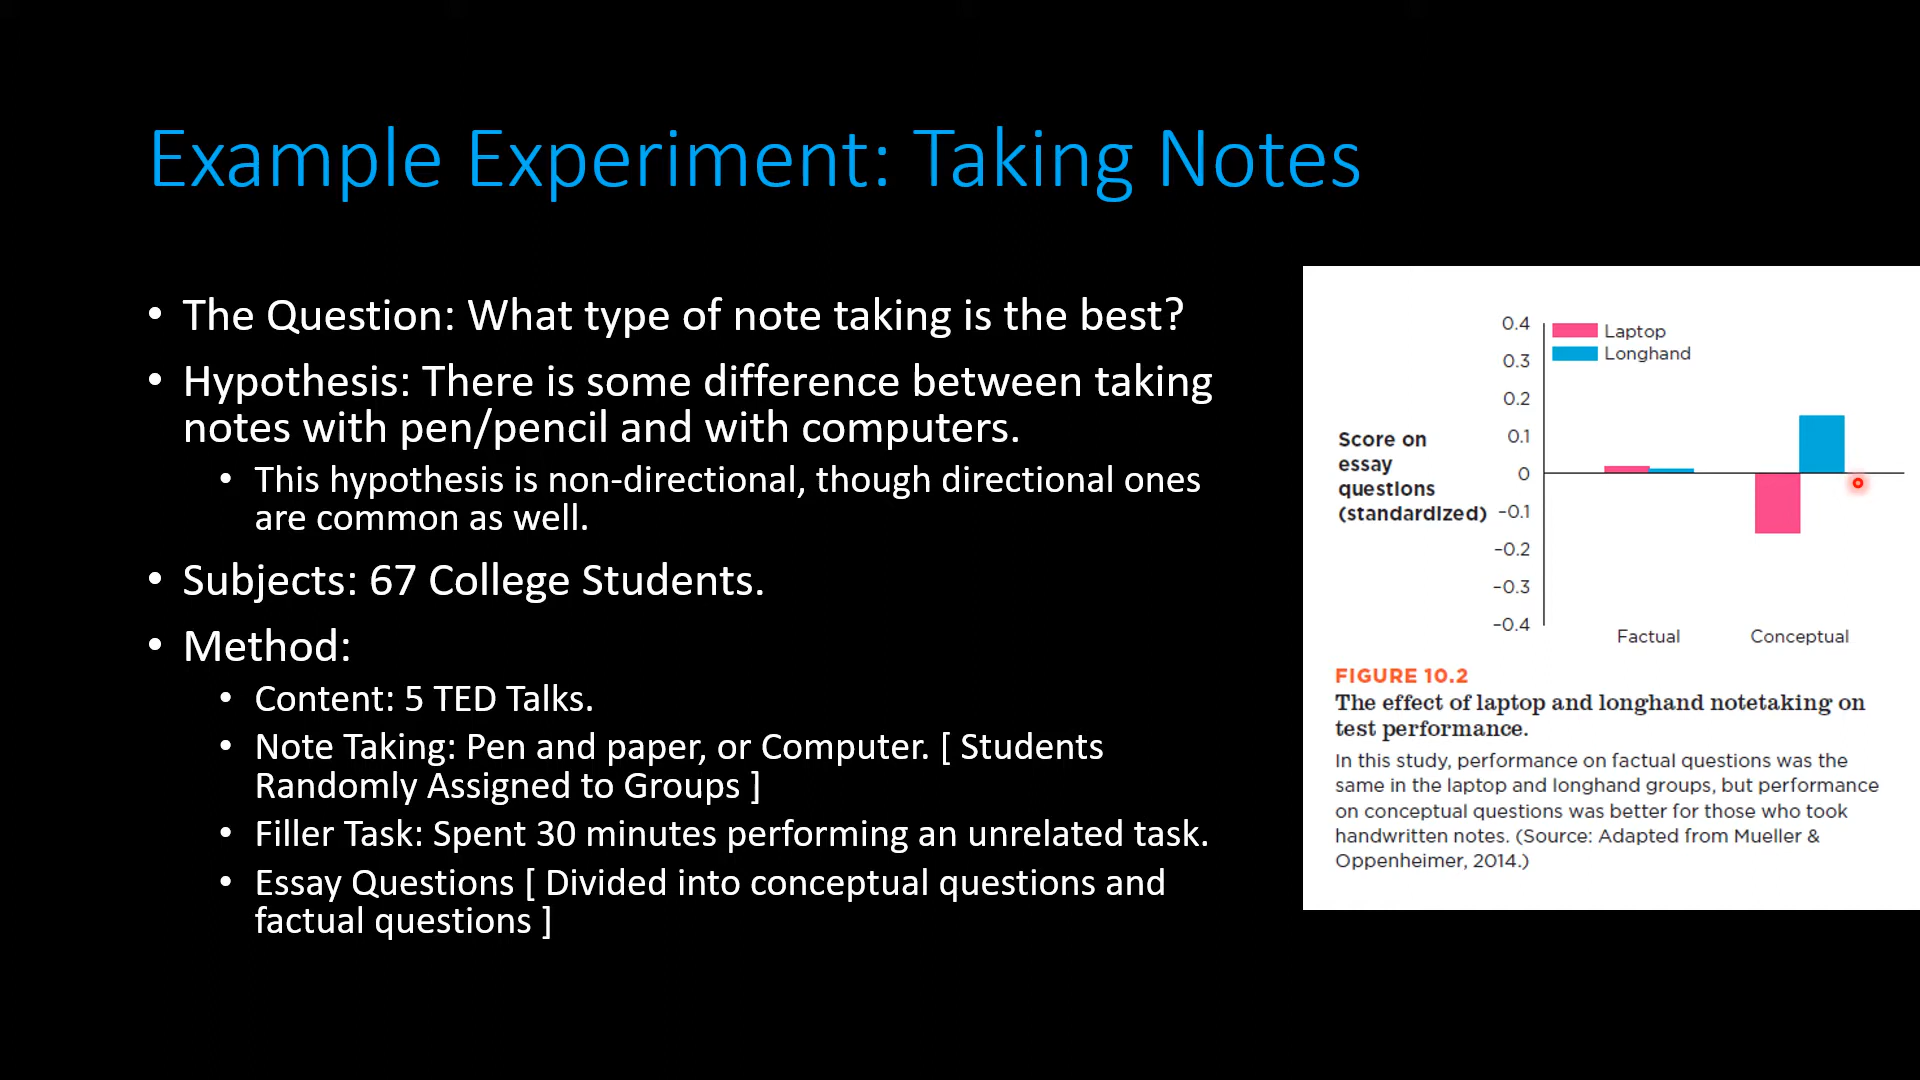 Example Experiment: Taking Notes
• The Question: What type of note taking is the best?
• Hypothesis: There is some difference between taking
notes with pen/pencil and with computers.
• This hypothesis is non-directional, though directional ones
are common as well.
• Subjects: 67 College Students.
• Method:
• Content: 5 TED Talks.
• Note Taking: Pen and paper, or Computer. [ Students
Randomly Assigned to Groups ]
• Filler Task: Spent 30 minutes performing an unrelated task.
• Essay Questions [ Divided into conceptual questions and
factual questions ]
0.4
0.3
0.2
0.1
0
−0.1
−0.2
−0.3
−0.4
Laptop
Longhand
Score on
essay
questions
(standardized)
Factual
Conceptual
FIGURE 10.2
The effect of laptop and longhand notetaking on
test performance.
In this study, performance on factual questions was the
same in the laptop and longhand groups, but performance
on conceptual questions was better for those who took
handwritten notes. (Source: Adapted from Mueller &
Oppenheimer, 2014.)